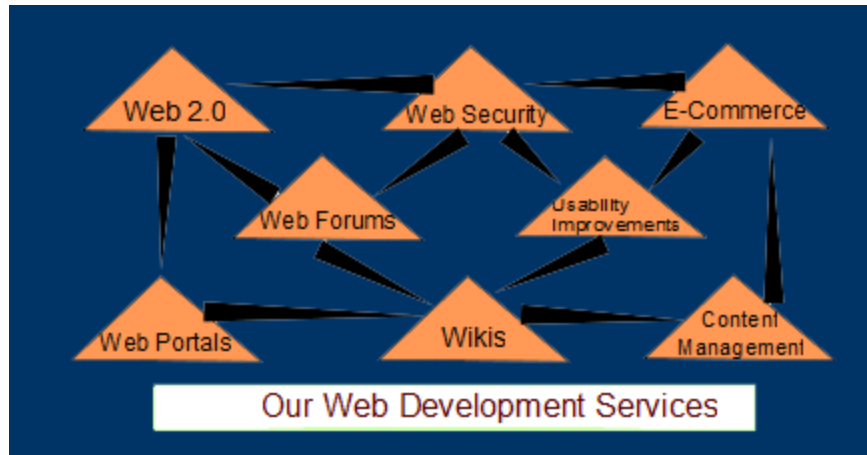 Web 2.0
Web Security
E-Commerce
Web Forums
Usability
Improvements
Web Portals
Wikis
Content
Management
Our Web Development Services